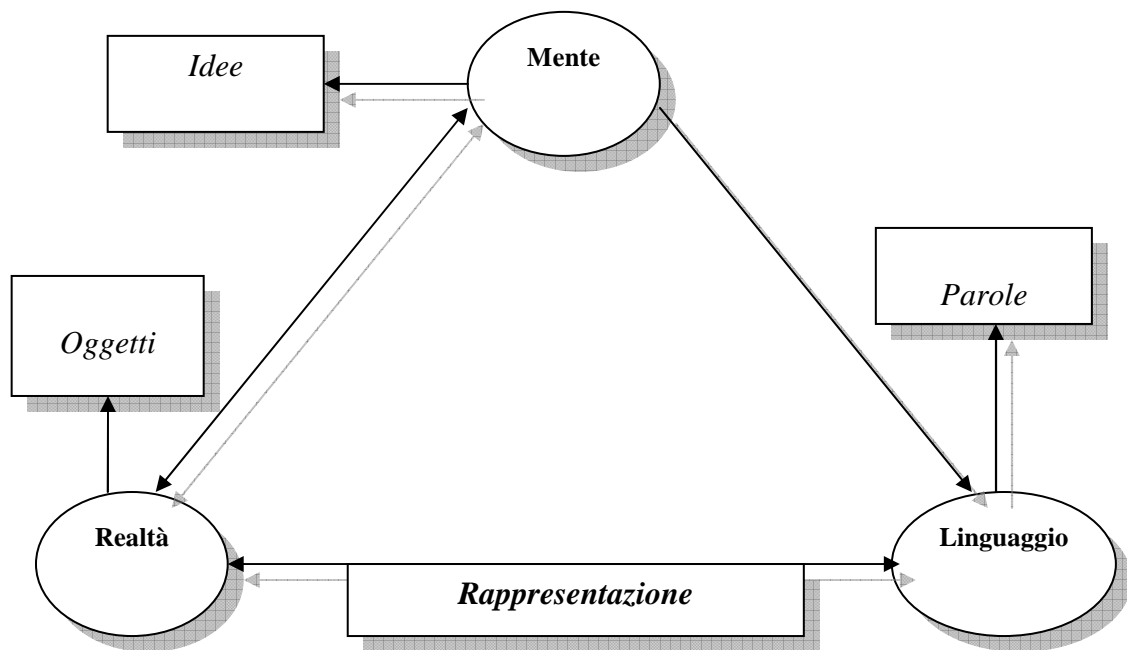 Idee
Mente
Parole
Oggetti
Realtà
Linguaggio
Rappresentazione